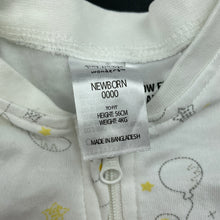 NEWBORN
0000
TO FIT
HEIGHT: 56CM
WEIGHT: 4KG
MADE IN BANGLADESH